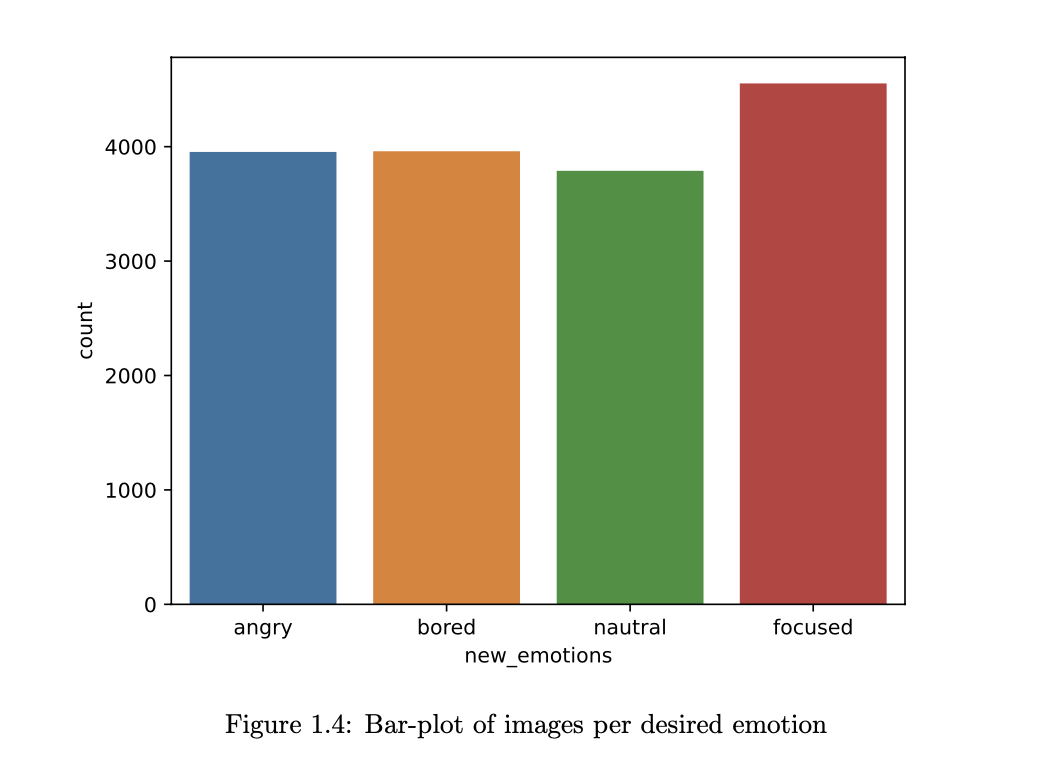 4000
3000
2000
1000
0
count
angry bored nautral focused
new_emotions
Figure 1.4: Bar-plot of images per desired emotion